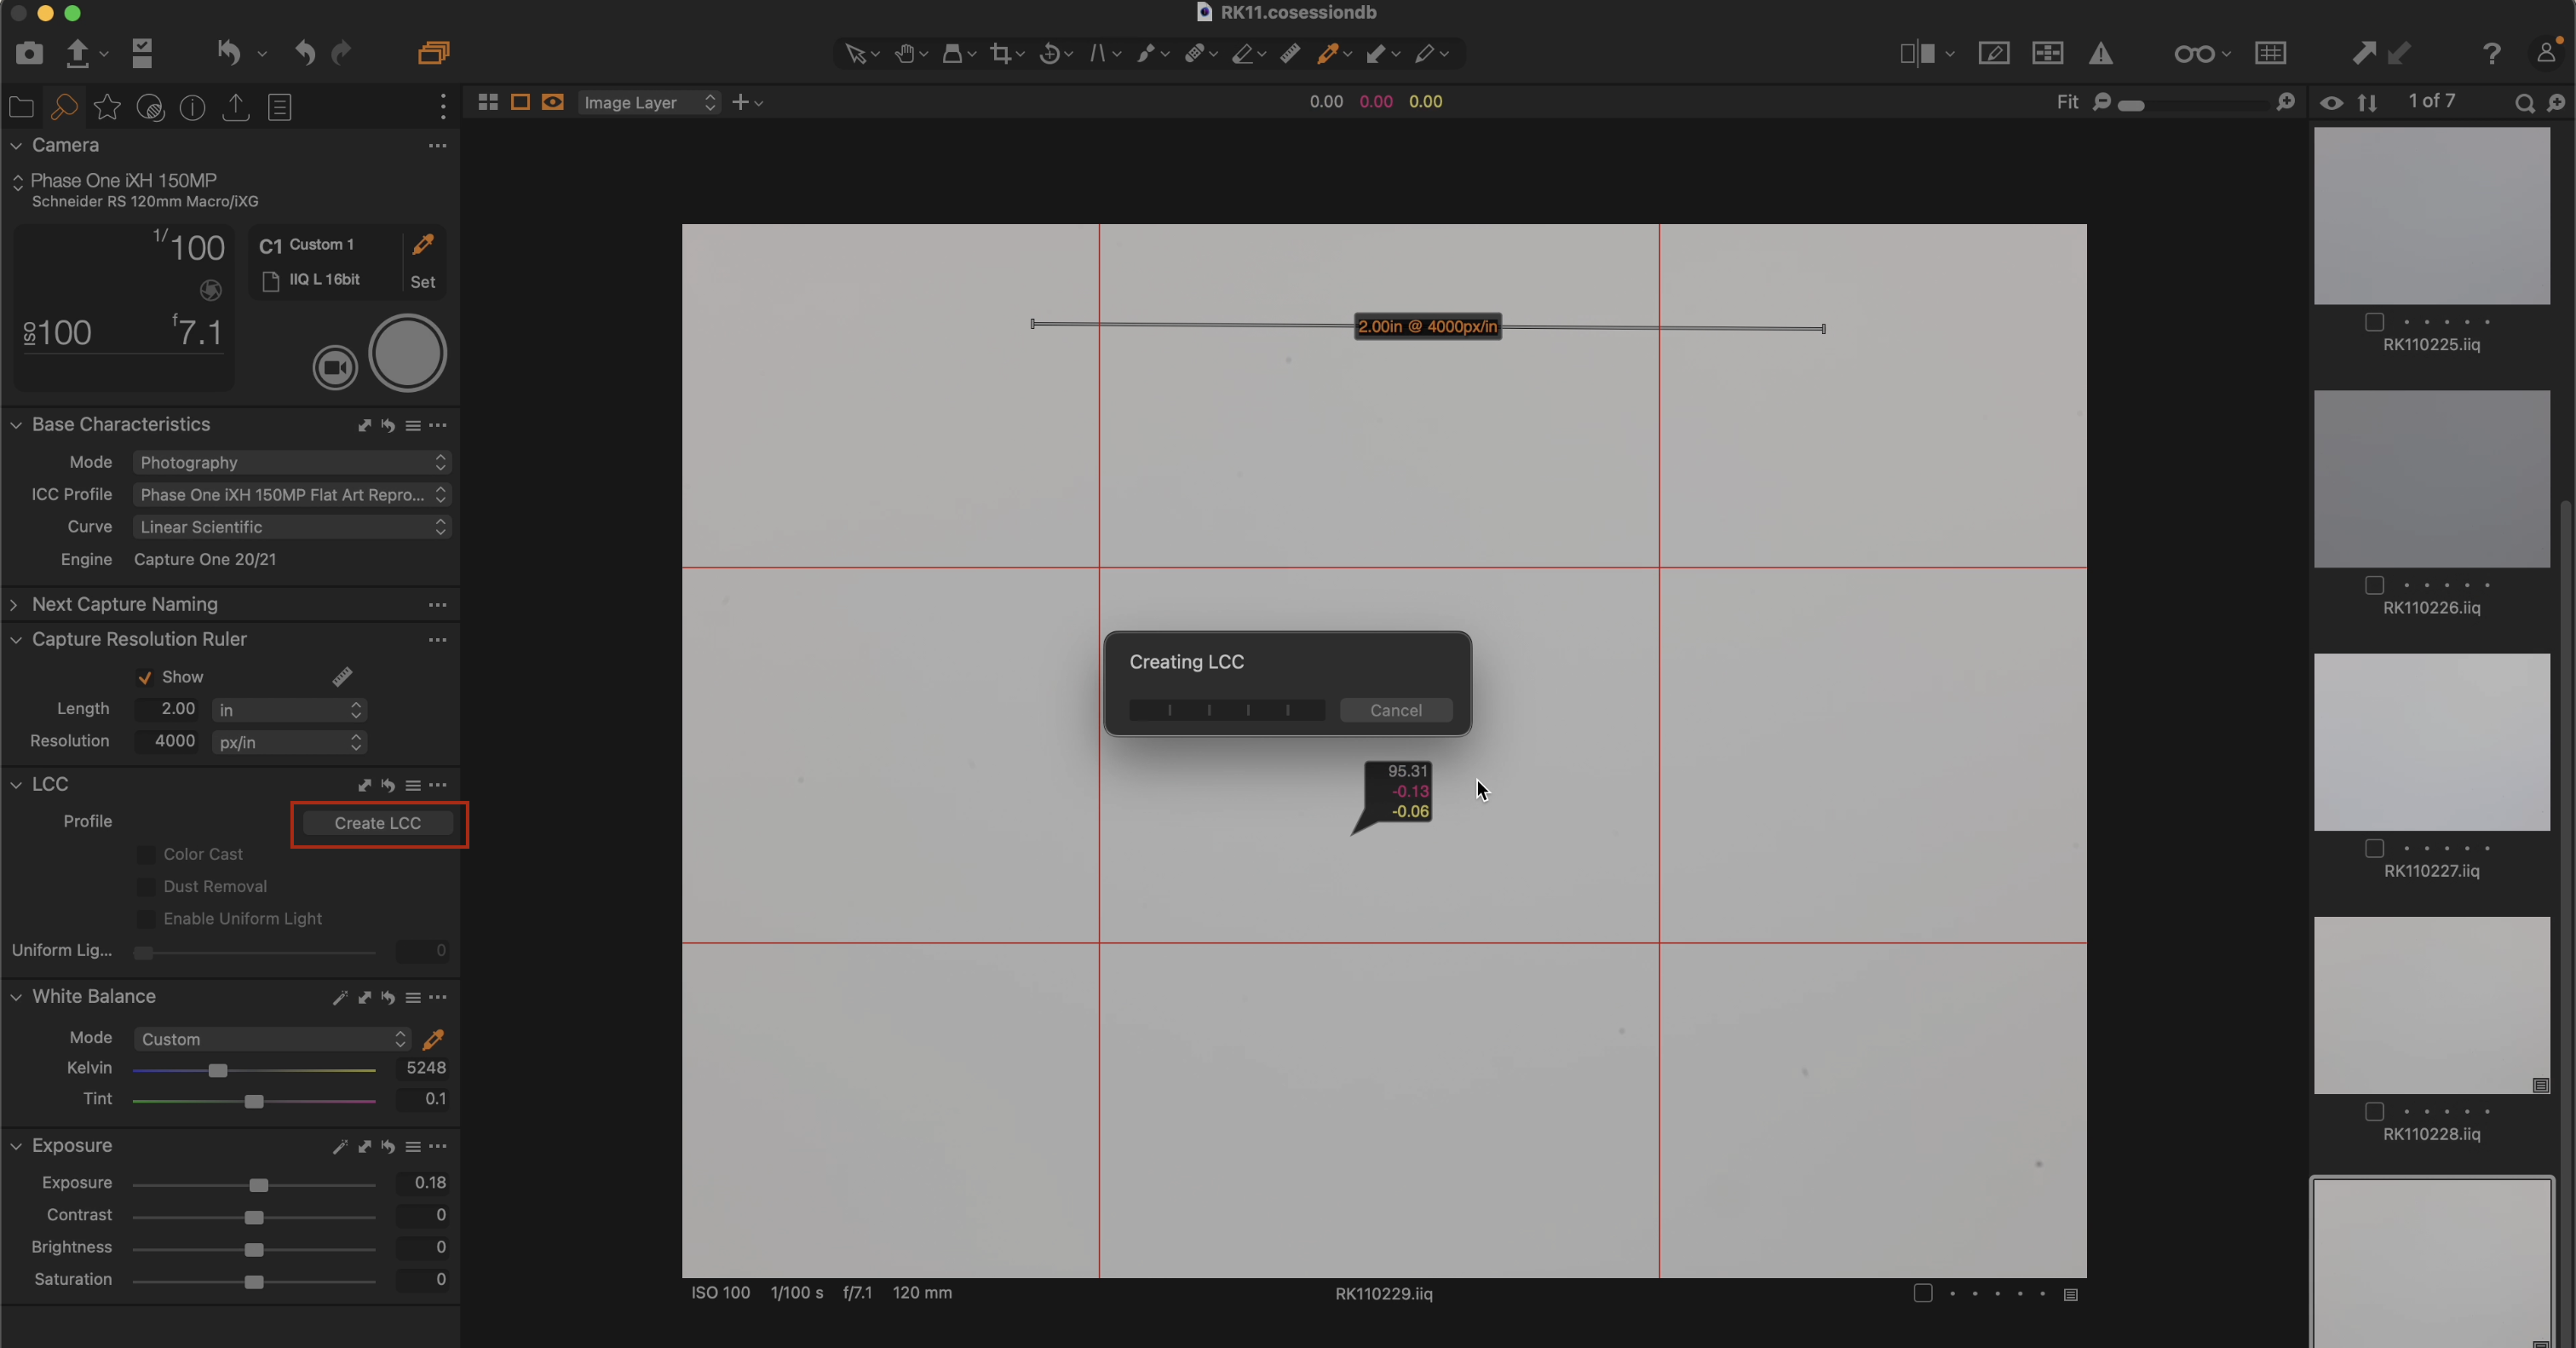 RK11.cosessiondb
Image Layer
0.00 0.00 0.00
Fit
1 of 7
Camera
Phase One iXH 150MP
Schneider RS 120mm Macro/iXG
1/100
C1 Custom 1
IIQ L 16bit
Set
ISO 100
f7.1
Base Characteristics
Mode Photography
ICC Profile Phase One iXH 150MP Flat Art Repro...
Curve Linear Scientific
Engine Capture One 20/21
Next Capture Naming
Capture Resolution Ruler
Show
Length 2.00 in
Resolution 4000 px/in
LCC
Profile Create LCC
Color Cast
Dust Removal
Enable Uniform Light
Uniform Lig... 0
White Balance
Mode Custom
Kelvin 5248
Tint 0.1
Exposure
Exposure 0.18
Contrast 0
Brightness 0
Saturation 0
2.00in @ 4000px/in
Creating LCC
Cancel
95.31
-0.13
-0.06
ISO 100 1/100 s f/7.1 120 mm
RK110229.iiq
RK110225.iiq
RK110226.iiq
RK110227.iiq
RK110228.iiq